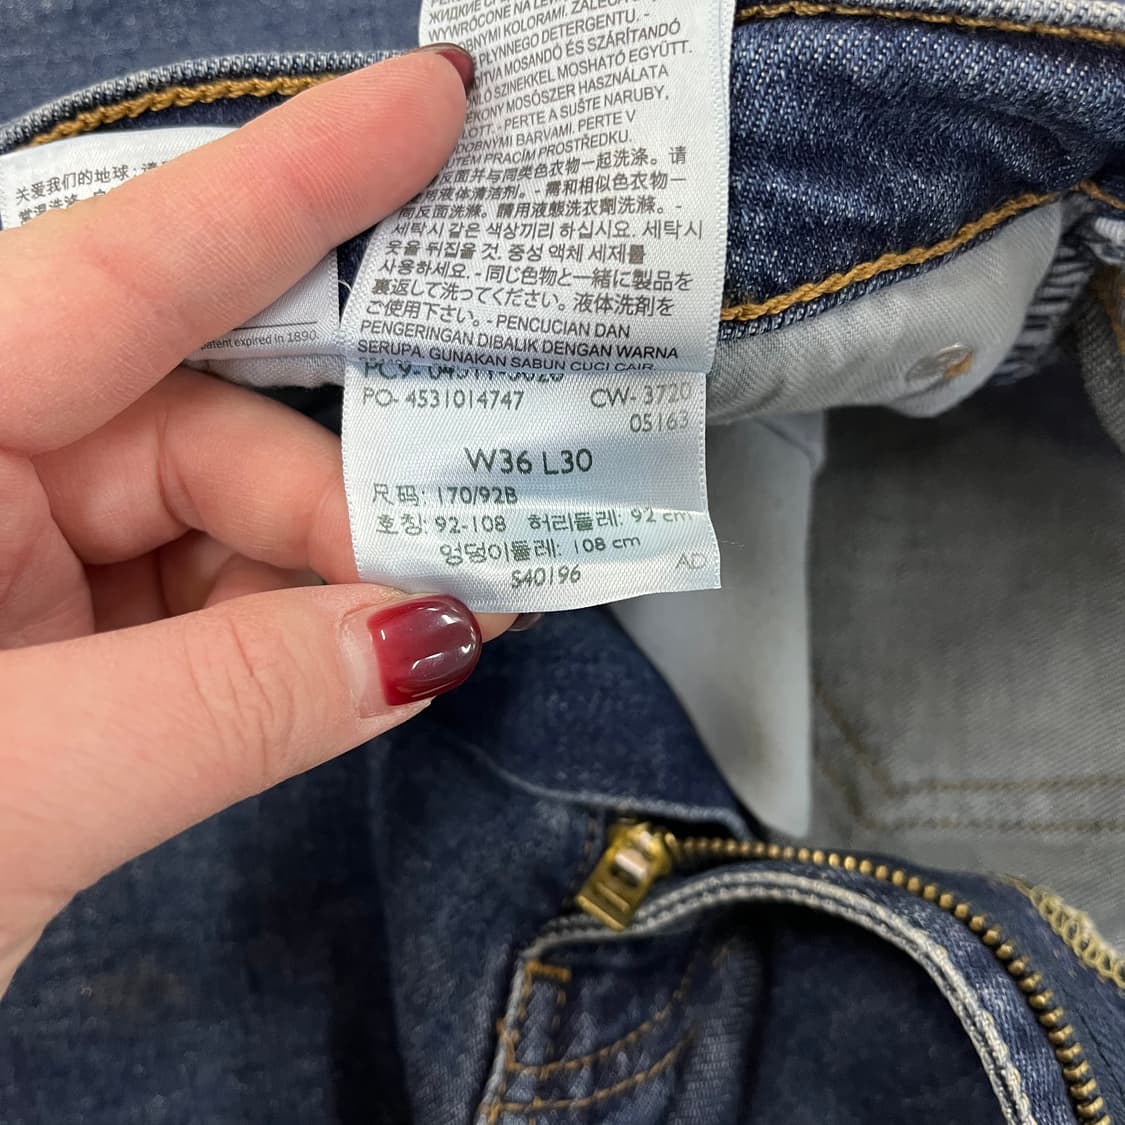 WYWRÓCONE NA LEW
KOLORAMI.
DETERGENTU. -
MOSANDÓ ÉS SZÁRÍTANDÓ
SZINEKKEL MOSHATÓ EGYÜTT.
MOSÓSZER HASZNÁLATA
- PERTE A SUŠTE NARUBY,
BARVAMI. PERTE V
PRACÍM PROSTŘEDKU.
反面并与同类色衣物一起洗涤。请
用液体清洁剂。- 需和相似色衣物一
同反面洗滌。請用液態洗衣劑洗滌。-
세탁시 같은 색상끼리 하십시오. 세탁시
옷을 뒤집을 것. 중성 액체 세제를
사용하세요. - 同じ色物と一緒に製品を
裏返して洗ってください。液体洗剤を
ご使用下さい。-PENCUCIAN DAN
PENGERINGAN DIBALIK DENGAN WARNA
SERUPA. GUNAKAN SABUN CUCI CAIR.
关爱我们的地球:
patent expired in 1890.
PO- 4531014747 CW- 3720
05163
W36 L30
尺码: 170/92B
호칭: 92-108 허리둘레: 92 cm
엉덩이둘레: 108 cm
S40196 AD